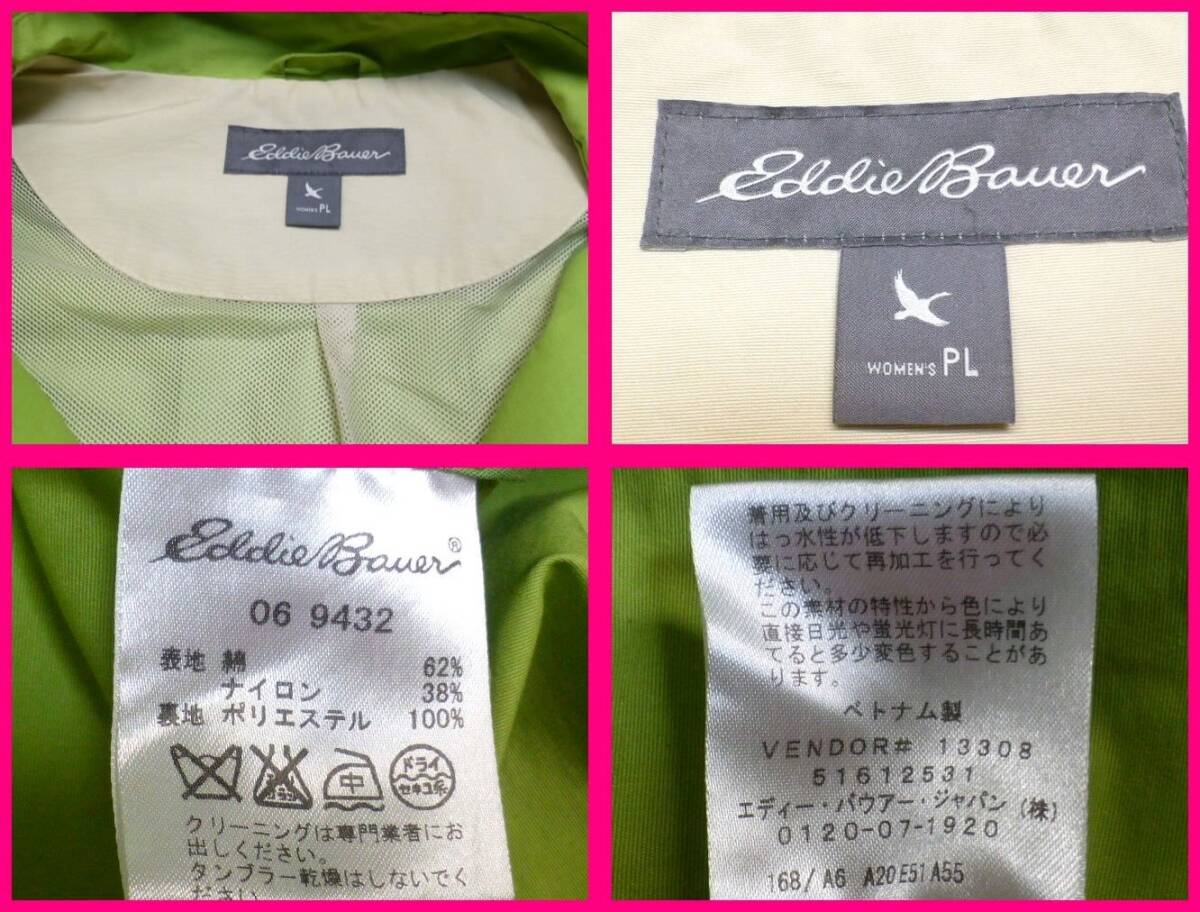 Eddie Bauer
WOMEN'S PL
Eddie Bauer
WOMEN'S PL
Eddie Bauer®
06 9432
表地 綿 62%
ナイロン 38%
裏地 ポリエステル 100%
エンソ サラシ
中
ドライ
セキユ系
クリーニングは専門業者にお
出しください。
タンブラー乾燥はしないでく
ださい。
着用及びクリーニングにより
はっ水性が低下しますので必
要に応じて再加工を行ってく
ださい。
この素材の特性から色により
直接日光や蛍光灯に長時間あ
てると多少変色することがあ
ります。
ベトナム製
VENDOR# 13308
51612531
エディー・バウアー・ジャパン (株)
0120-07-1920
168/A6 A20E51A55